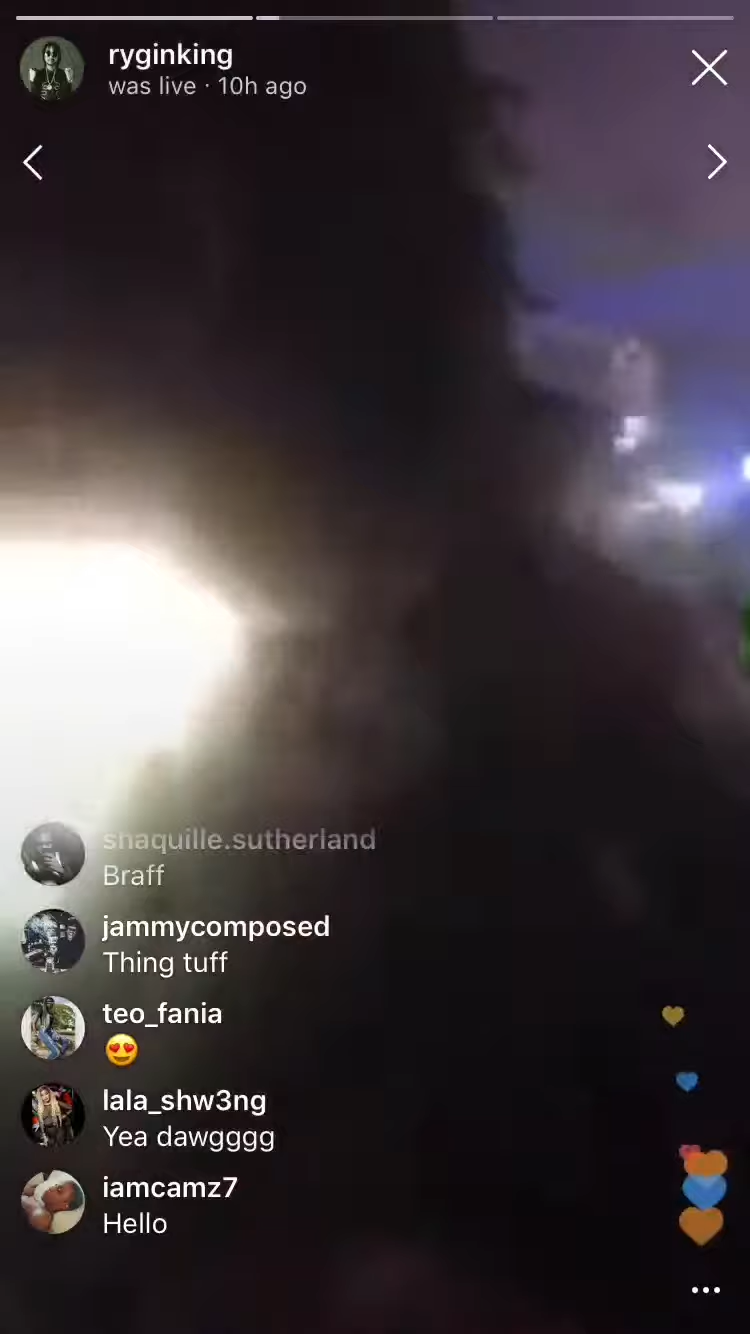 ryginking
was live · 10h ago
shaquille.sutherland
Braff
jammycomposed
Thing tuff
teo_fania
😍
lala_shw3ng
Yea dawgggg
iamcamz7
Hello